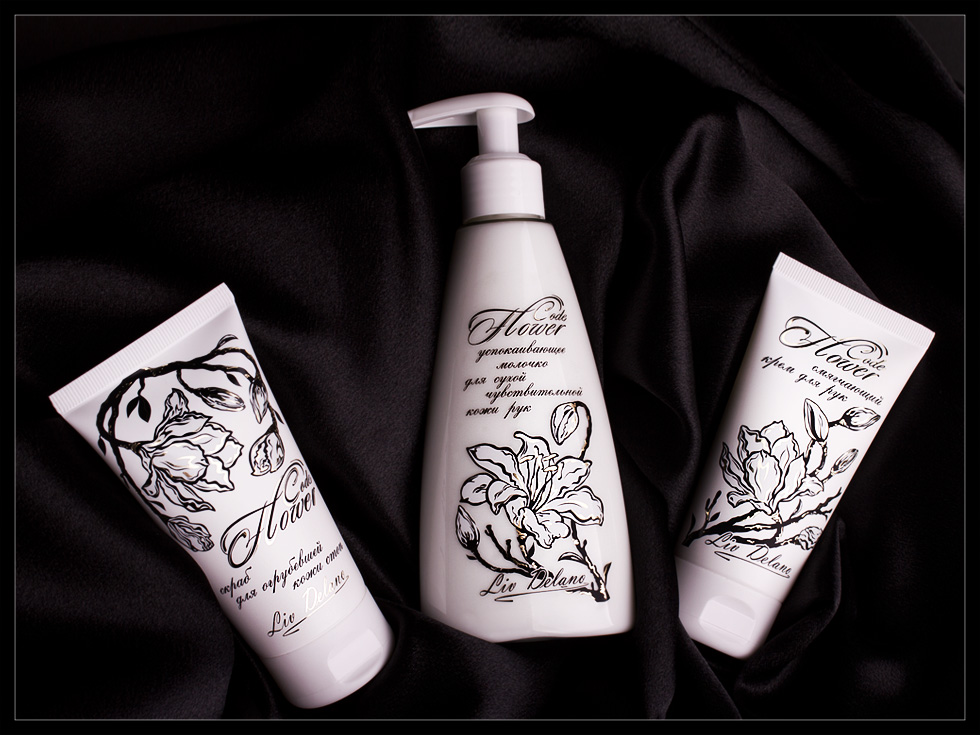 Flower Code
скраб
для огрубевшей
кожи стоп
Liv Delano
Flower Code
успокаивающее
молочко
для сухой
чувствительной
кожи рук
Liv Delano
Flower Code
смягчающий
крем для рук
Liv Delano